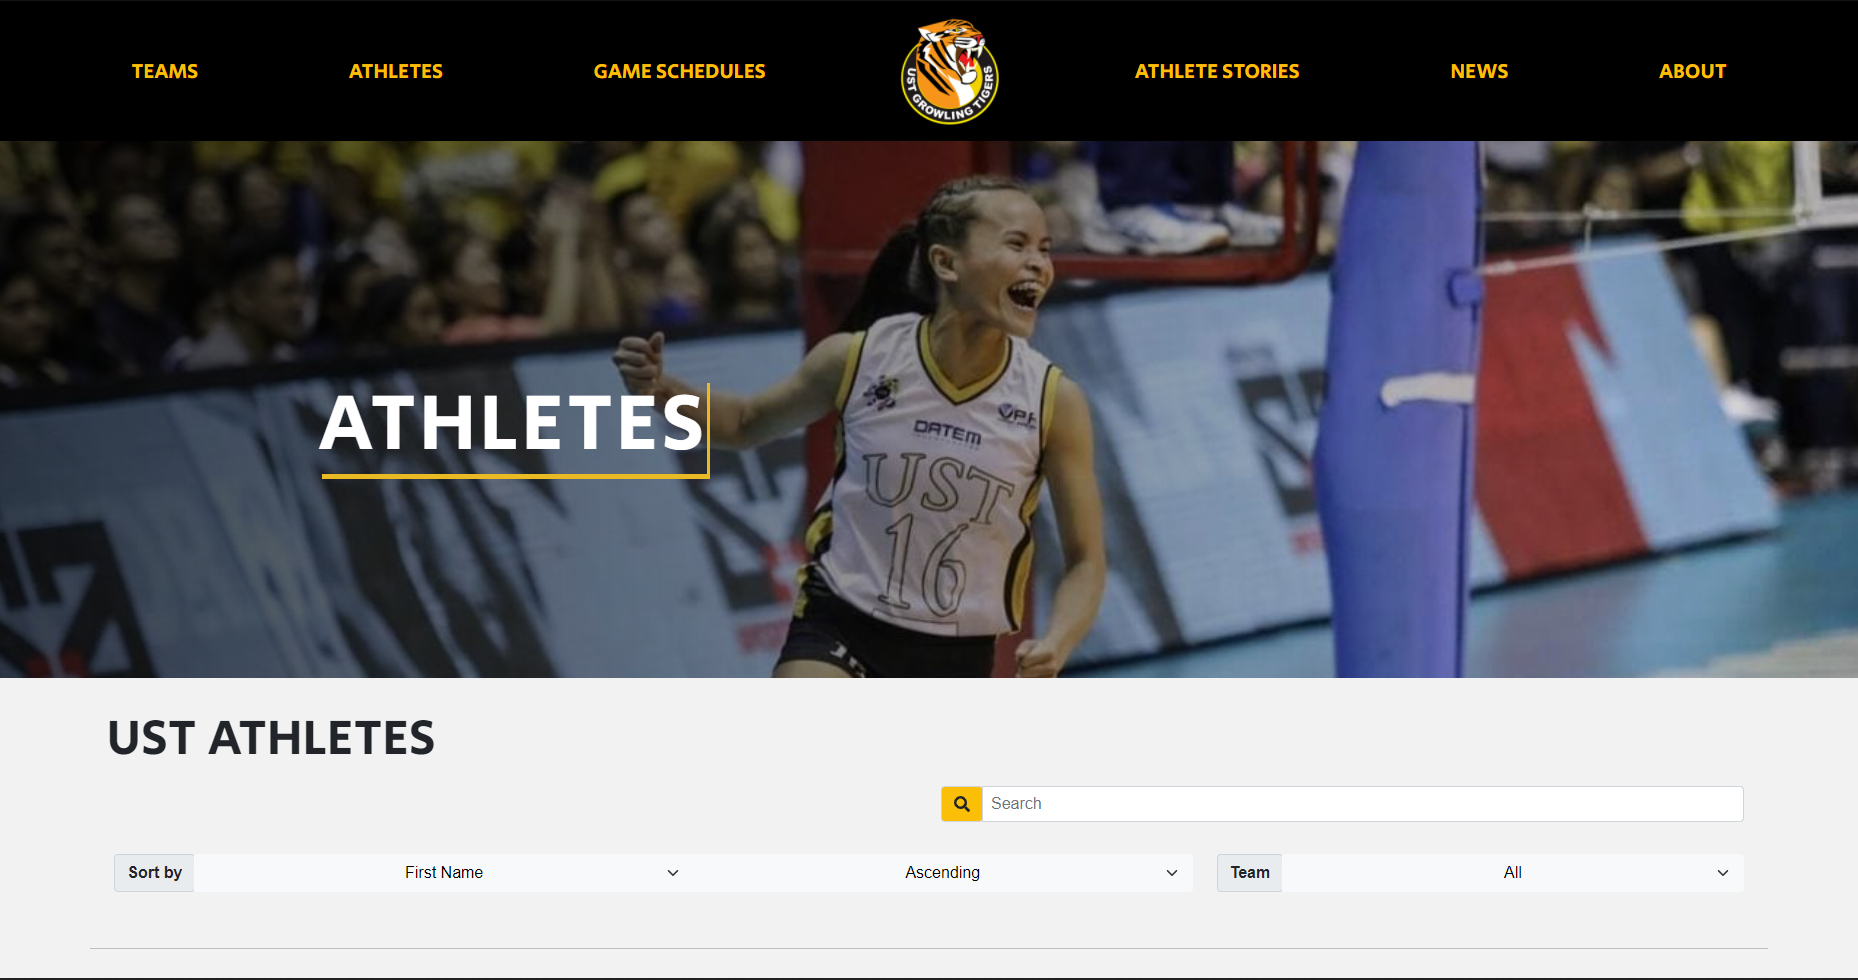 TEAMS
ATHLETES
GAME SCHEDULES
UST GROWLING TIGERS
ATHLETE STORIES
NEWS
ABOUT
ATHLETES
DATEM
UST
16
UST ATHLETES
Search
Sort by First Name Ascending Team All